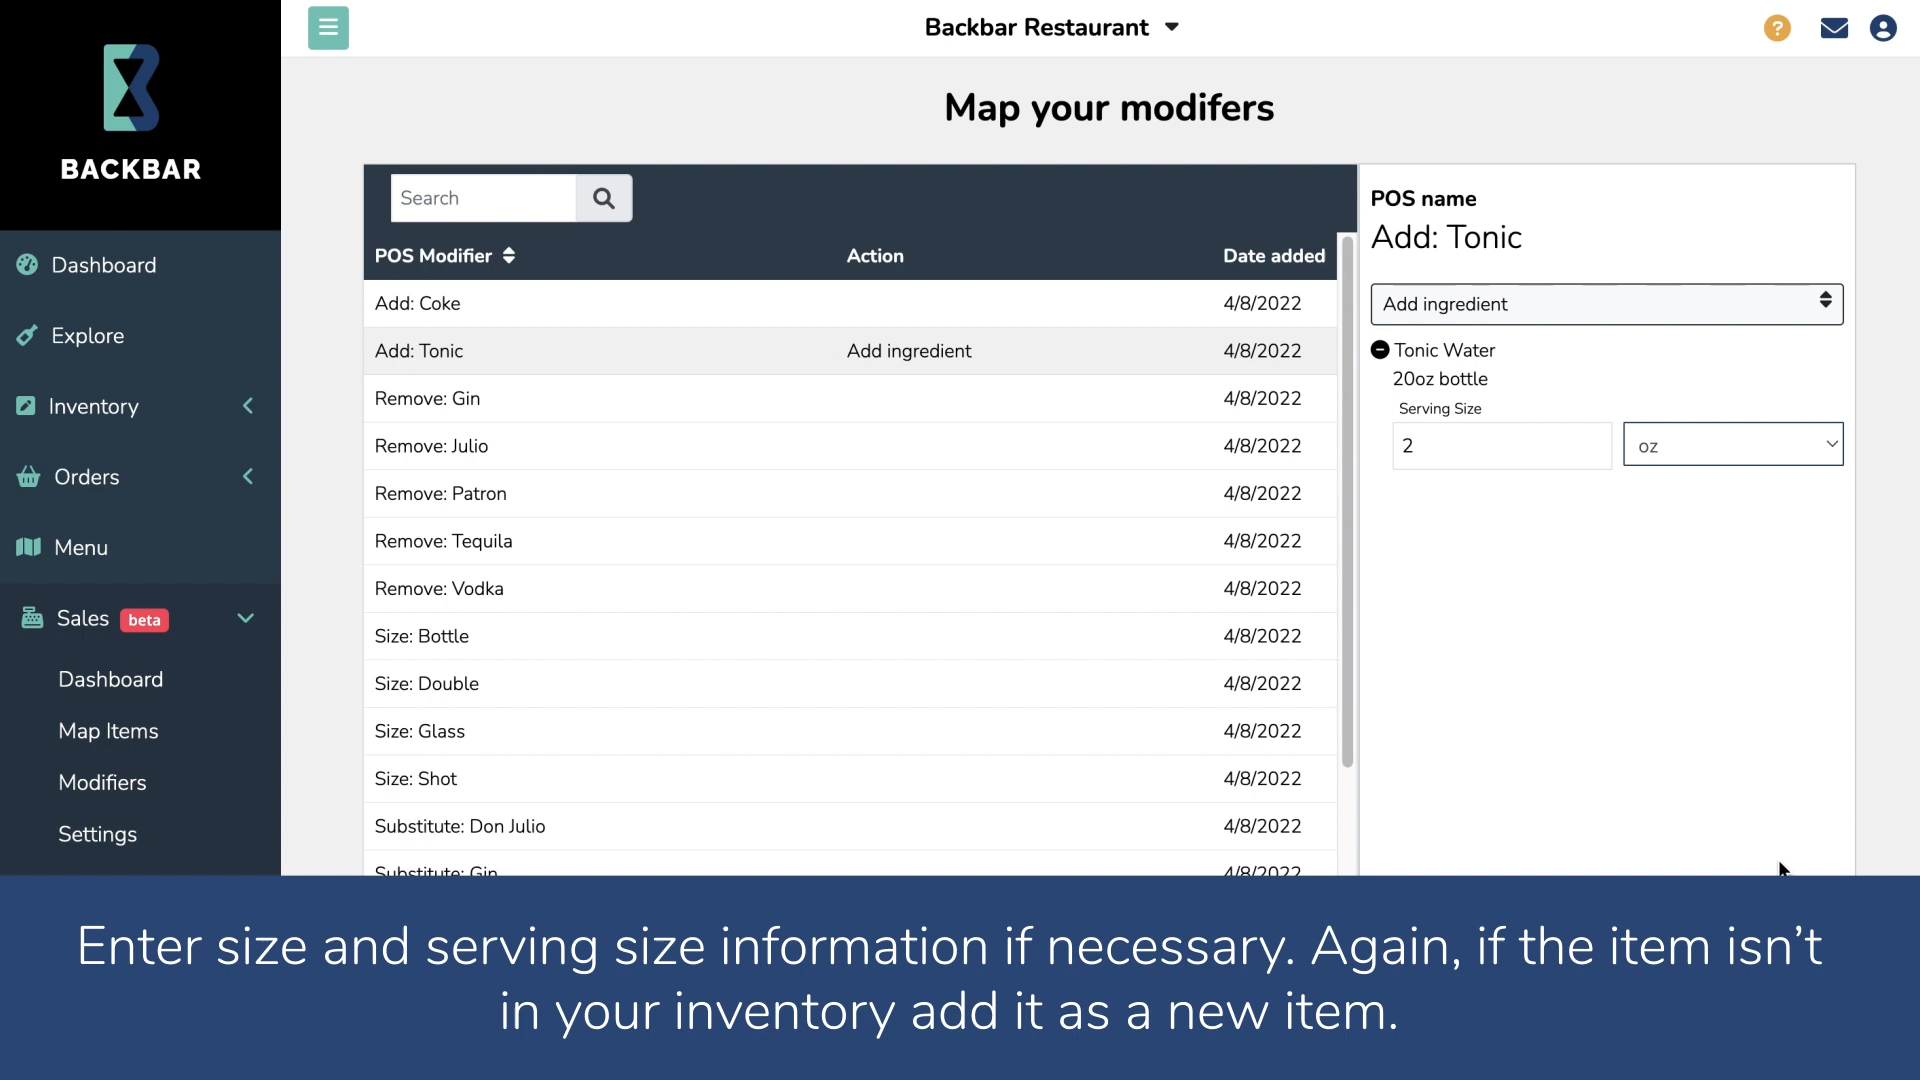 Backbar Restaurant
?
BACKBAR
Dashboard
Explore
Inventory
Orders
Menu
Sales beta
Dashboard
Map Items
Modifiers
Settings
Map your modifers
Search
POS Modifier Action Date added
Add: Coke 4/8/2022
Add: Tonic Add ingredient 4/8/2022
Remove: Gin 4/8/2022
Remove: Julio 4/8/2022
Remove: Patron 4/8/2022
Remove: Tequila 4/8/2022
Remove: Vodka 4/8/2022
Size: Bottle 4/8/2022
Size: Double 4/8/2022
Size: Glass 4/8/2022
Size: Shot 4/8/2022
Substitute: Don Julio 4/8/2022
Substitute: Gin 4/8/2022
POS name
Add: Tonic
Add ingredient
Tonic Water
20oz bottle
Serving Size
2 oz
Enter size and serving size information if necessary. Again, if the item isn’t
in your inventory add it as a new item.